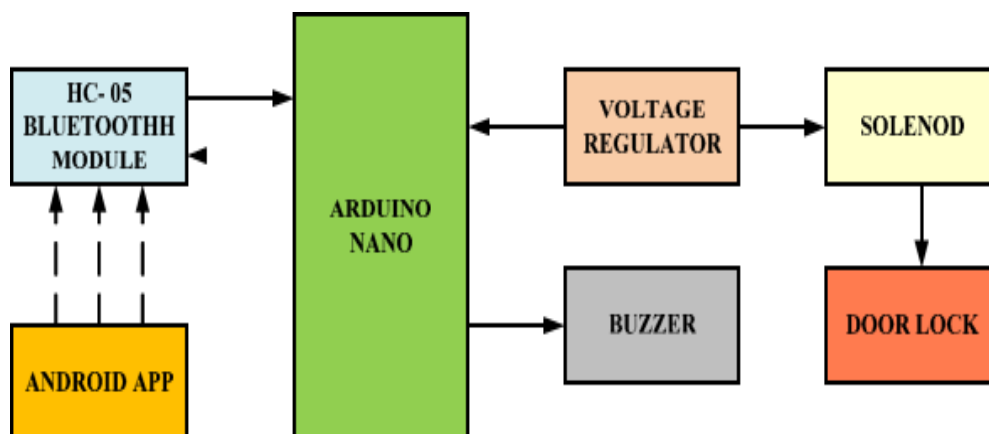 HC- 05
BLUETOOTHH
MODULE
ANDROID APP
ARDUINO
NANO
VOLTAGE
REGULATOR
BUZZER
SOLENOD
DOOR LOCK